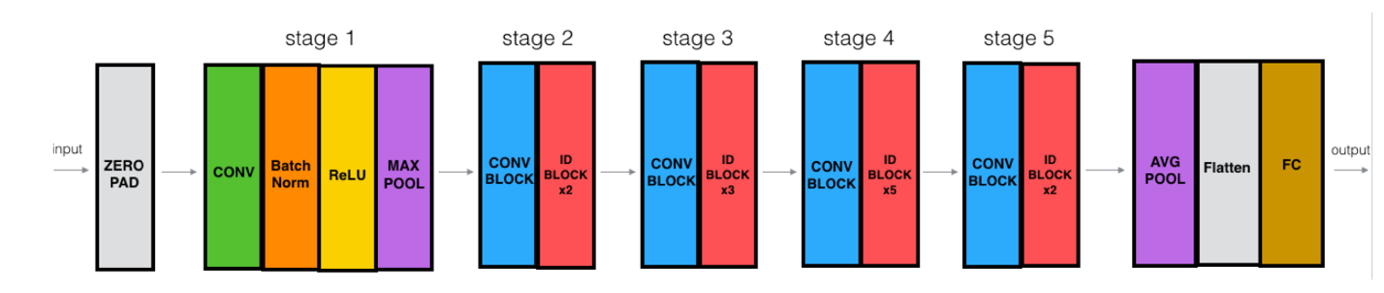 stage 1
stage 2
stage 3
stage 4
stage 5
input
ZERO
PAD
CONV
Batch
Norm
ReLU
MAX
POOL
CONV
BLOCK
ID
BLOCK
x2
CONV
BLOCK
ID
BLOCK
x3
CONV
BLOCK
ID
BLOCK
x5
CONV
BLOCK
ID
BLOCK
x2
AVG
POOL
Flatten
FC
output